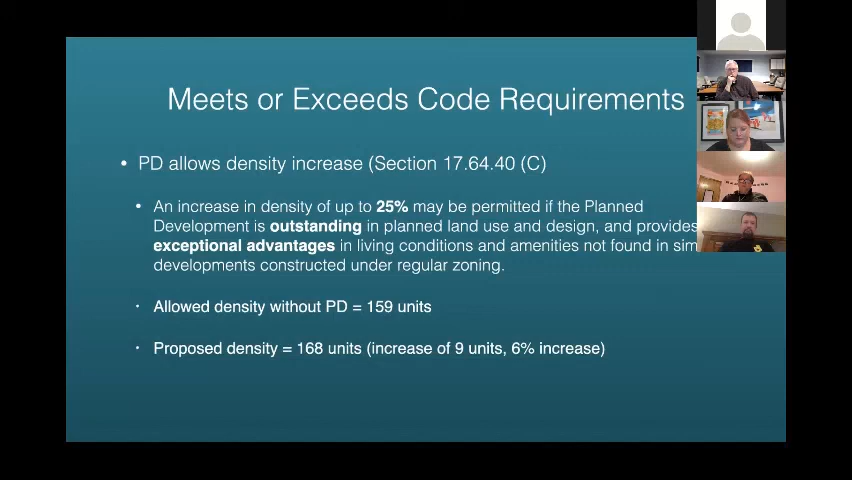 Meets or Exceeds Code Requirements
• PD allows density increase (Section 17.64.40 (C)
• An increase in density of up to 25% may be permitted if the Planned
Development is outstanding in planned land use and design, and provides
exceptional advantages in living conditions and amenities not found in sim
developments constructed under regular zoning.
• Allowed density without PD = 159 units
• Proposed density = 168 units (increase of 9 units, 6% increase)